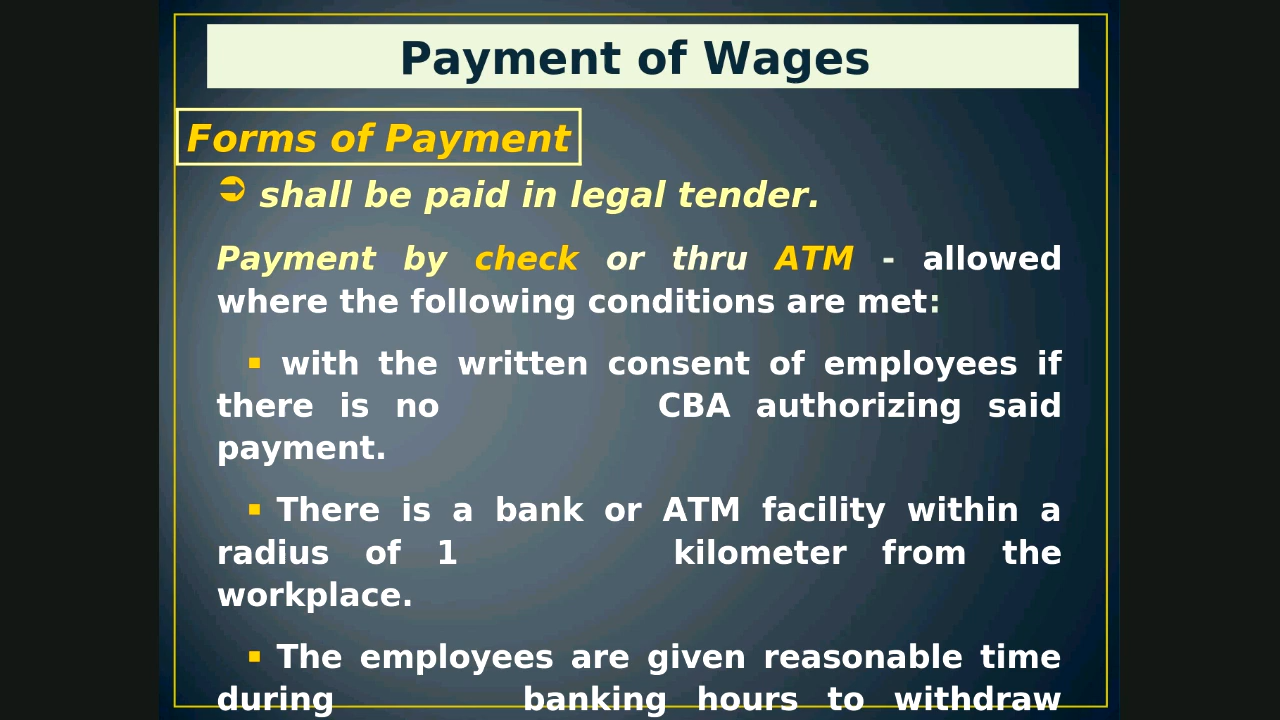 Payment of Wages
Forms of Payment
➲ shall be paid in legal tender.
Payment by check or thru ATM - allowed
where the following conditions are met:
▪ with the written consent of employees if
there is no CBA authorizing said
payment.
▪ There is a bank or ATM facility within a
radius of 1 kilometer from the
workplace.
▪ The employees are given reasonable time
during banking hours to withdraw